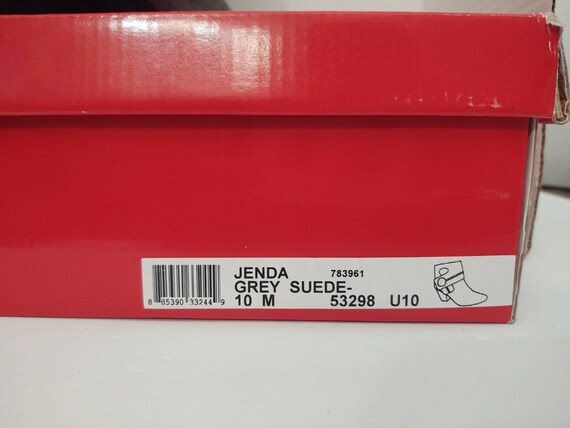 JENDA 783961
GREY SUEDE-
10 M 53298 U10
8 85390 33244 9